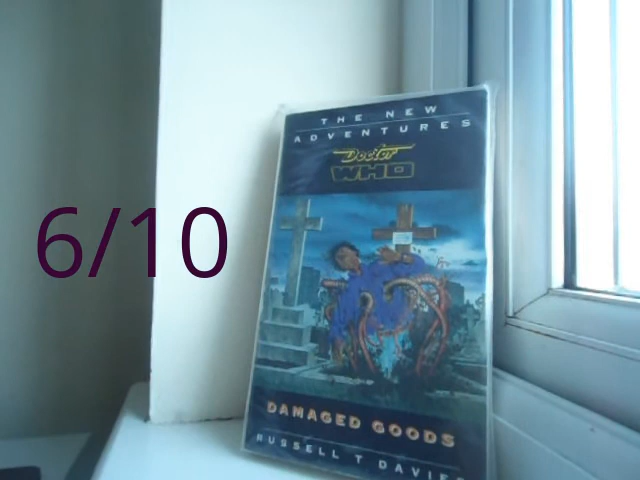 THE NEW
ADVENTURES
Doctor
WHO
6/10
DAMAGED GOODS
RUSSELL T DAVIES